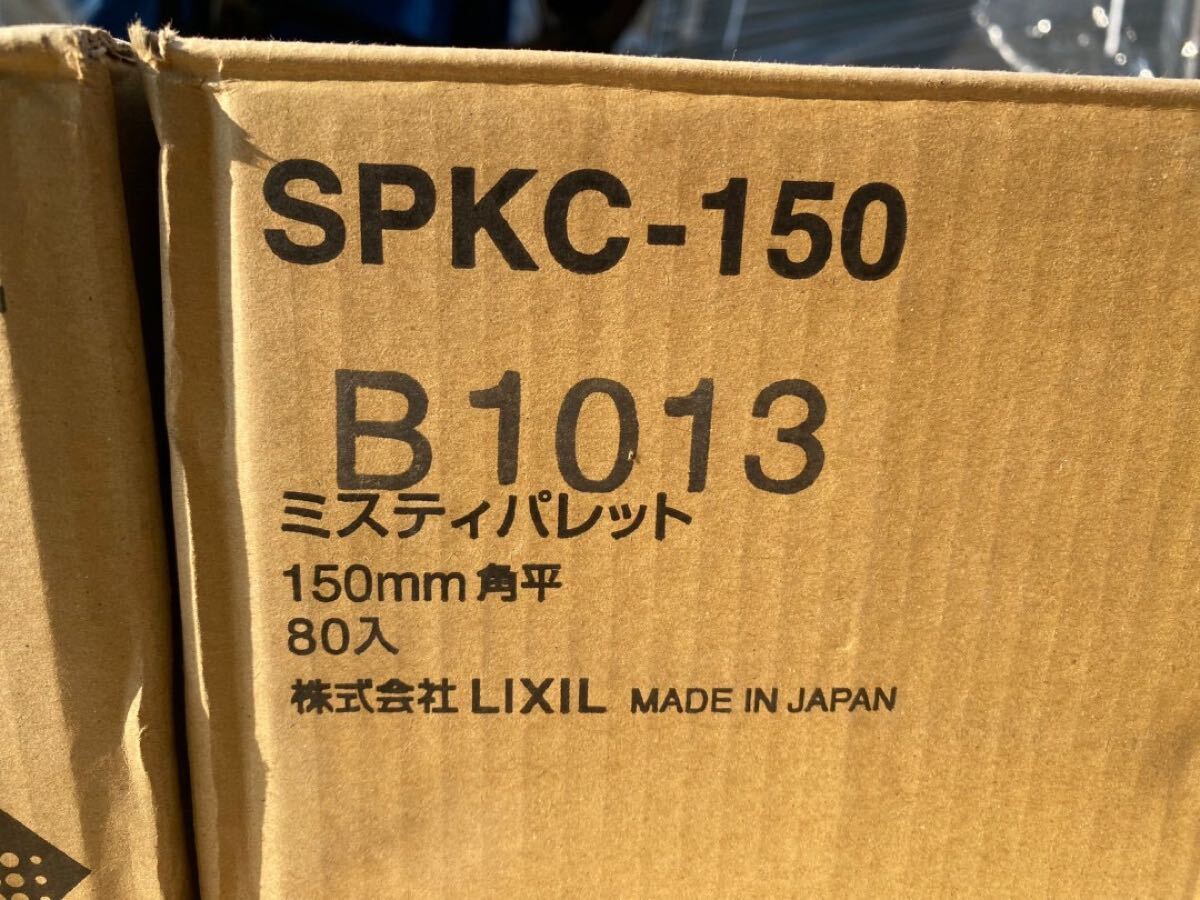 SPKC-150
B1013
ミスティパレット
150mm角平
80入
株式会社 LIXIL MADE IN JAPAN